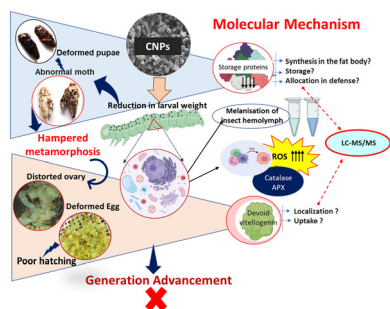 Molecular Mechanism
CNPs
Deformed pupae
Abnormal moth
Reduction in larval weight
Hampered
metamorphosis
Storage proteins
Synthesis in the fat body?
Storage?
Allocation in defense?
Melanisation of
insect hemolymph
LC-MS/MS
ROS
Catalase
APX
Distorted ovary
Deformed Egg
Poor hatching
Devoid
vitellogenin
Localization ?
Uptake ?
Generation Advancement